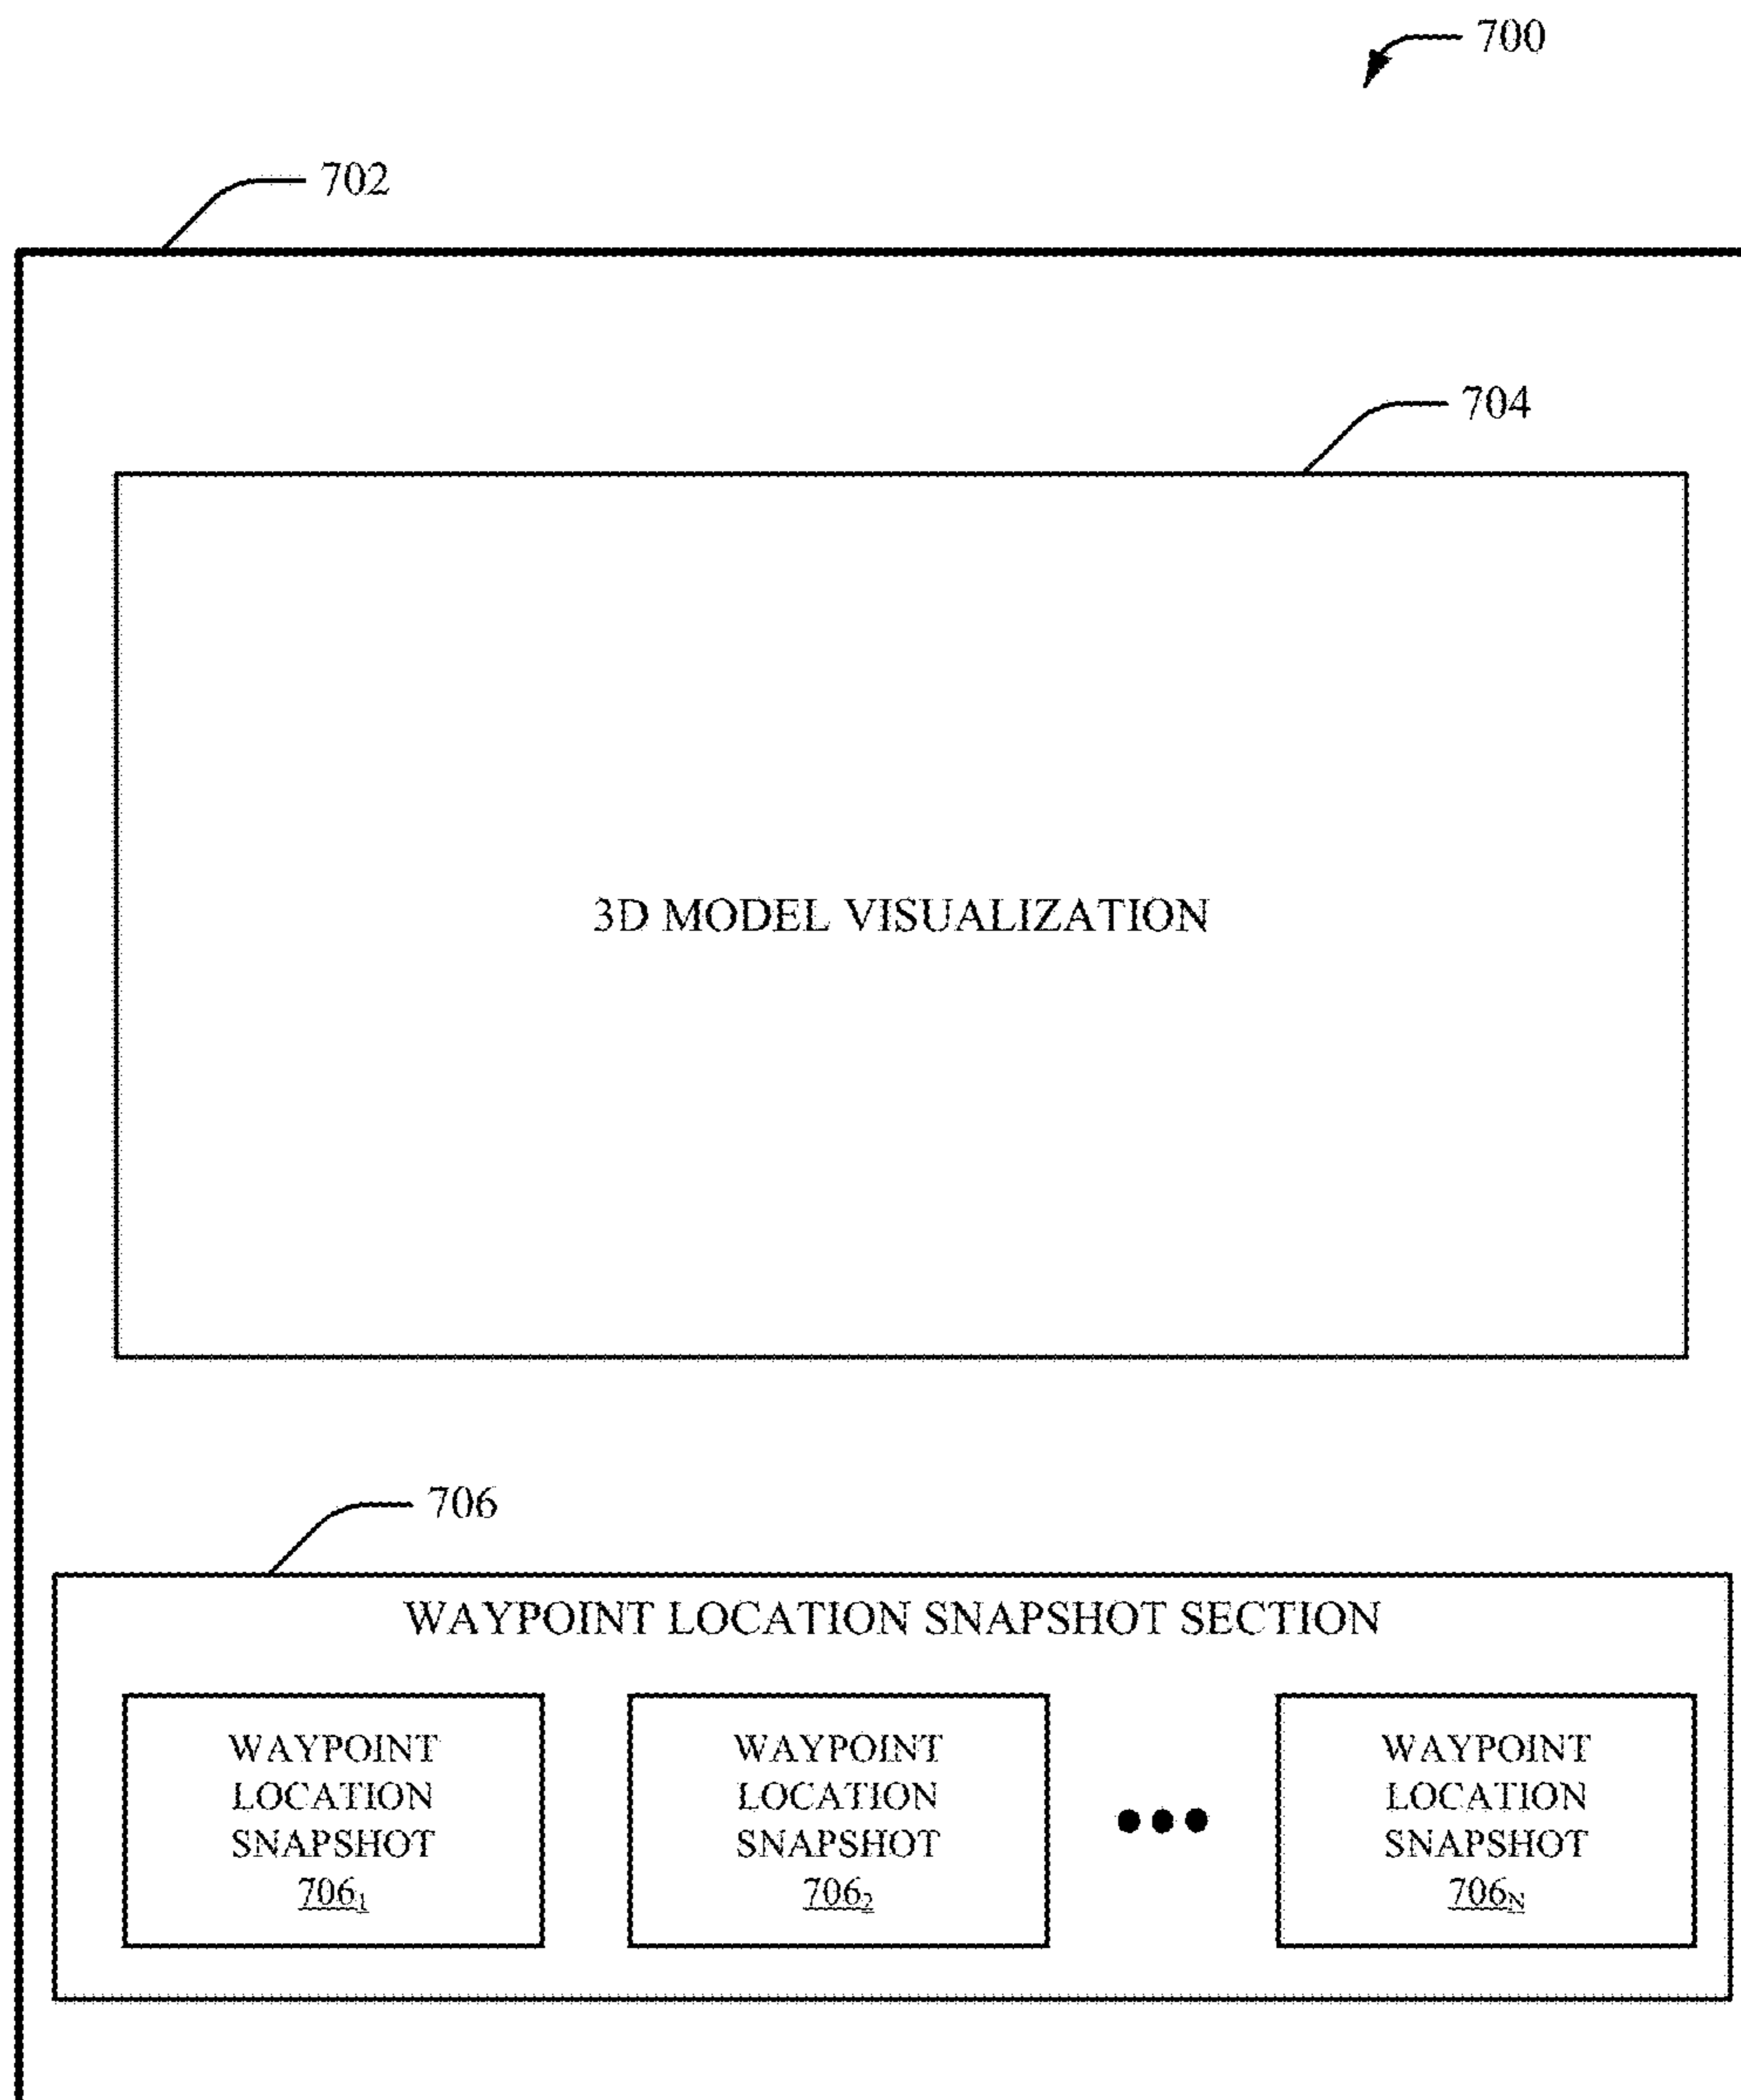 700
702
704
3D MODEL VISUALIZATION
706
WAYPOINT LOCATION SNAPSHOT SECTION
WAYPOINT
LOCATION
SNAPSHOT
706₁
WAYPOINT
LOCATION
SNAPSHOT
706₂
•••
WAYPOINT
LOCATION
SNAPSHOT
706N